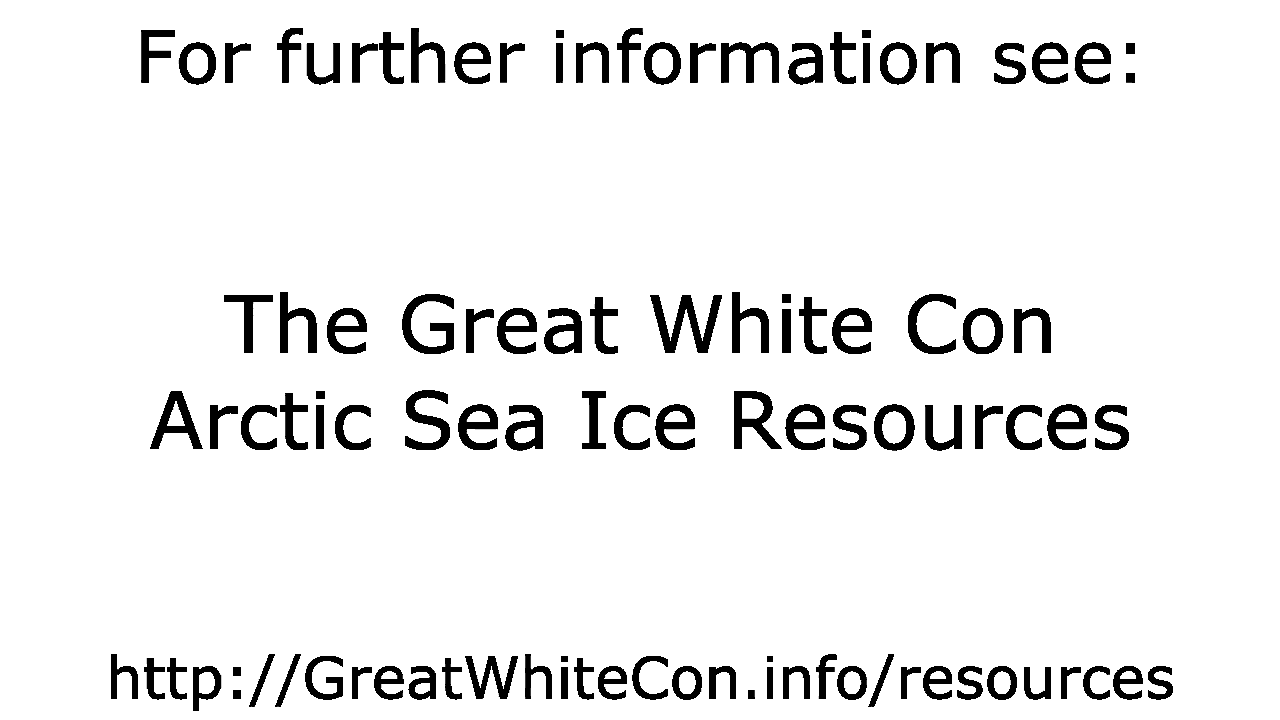 For further information see:
The Great White Con
Arctic Sea Ice Resources
http://GreatWhiteCon.info/resources